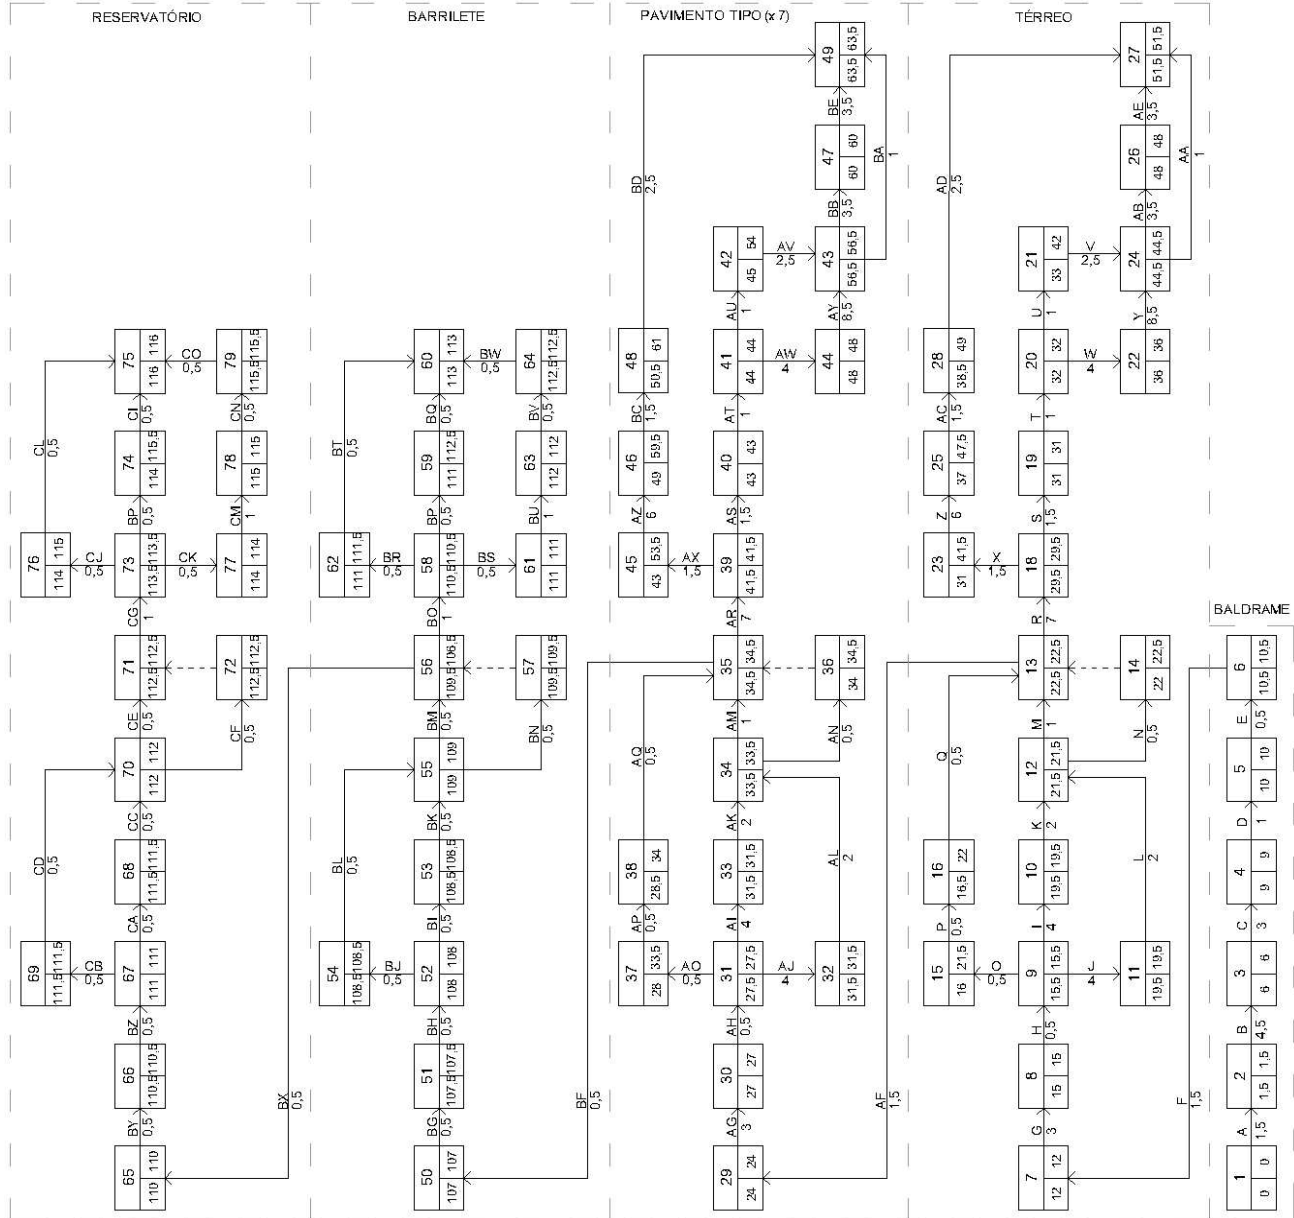 RESERVATÓRIO
BARRILETE
PAVIMENTO TIPO (x 7)
TÉRREO
BALDRAME
CL
0,5
75
116 116
CO
0,5
79
115,5 115,5
CI
0,5
CN
0,5
74
114 115,5
78
115 115
BP
0,5
CM
1
76
114 115
CJ
0,5
73
113,5 113,5
CK
0,5
77
114 114
CG
1
71
112,5 112,5
72
112,5 112,5
CE
0,5
CF
0,5
CD
0,5
70
112 112
CC
0,5
68
111,5 111,5
CA
0,5
69
111,5 111,5
CB
0,5
67
111 111
BZ
0,5
66
110,5 110,5
BY
0,5
65
110 110
BX
0,5
BT
0,5
60
113 113
BW
0,5
64
112,5 112,5
BQ
0,5
BV
0,5
59
111 112,5
63
112 112
BP
0,5
BU
1
62
111 111,5
BR
0,5
58
110,5 110,5
BS
0,5
61
111 111
BO
1
56
109,5 106,5
57
109,5 109,5
BM
0,5
BN
0,5
BL
0,5
55
109 109
BK
0,5
53
108,5 108,5
BI
0,5
54
108,5 108,5
BJ
0,5
52
108 108
BH
0,5
51
107,5 107,5
BG
0,5
50
107 107
BF
0,5
49
63,5 63,5
BE
3,5
BD
2,5
47
60 60
BA
1
BB
3,5
42
45 54
AV
2,5
43
56,5 56,5
AU
1
AY
8,5
48
50,5 61
41
44 44
AW
4
44
48 48
BC
1,5
AT
1
46
49 59,5
40
43 43
AZ
6
AS
1,5
45
43 53,5
AX
1,5
39
41,5 41,5
AR
7
35
34,5 34,5
36
34 34,5
AM
1
AN
0,5
AQ
0,5
34
33,5 33,5
AK
2
AL
2
38
28,5 34
33
31,5 31,5
AP
0,5
AI
4
37
28 33,5
AO
0,5
31
27,5 27,5
AJ
4
32
31,5 31,5
AH
0,5
30
27 27
AG
3
29
24 24
AF
1,5
27
51,5 51,5
AE
3,5
AD
2,5
26
48 48
AA
1
AB
3,5
21
33 42
V
2,5
24
44,5 44,5
U
1
Y
8,5
28
38,5 49
20
32 32
W
4
22
36 36
AC
1,5
T
1
25
37 47,5
19
31 31
Z
6
S
1,5
23
31 41,5
X
1,5
18
29,5 29,5
R
7
13
22,5 22,5
14
22 22,5
M
1
N
0,5
Q
0,5
12
21,5 21,5
K
2
L
2
16
16,5 22
10
19,5 19,5
P
0,5
I
4
15
16 21,5
O
0,5
9
15,5 15,5
J
4
11
19,5 19,5
H
0,5
8
15 15
G
3
7
12 12
F
1,5
6
10,5 10,5
E
0,5
5
10 10
D
1
4
9 9
C
3
3
6 6
B
4,5
2
1,5 1,5
A
1,5
1
0 0